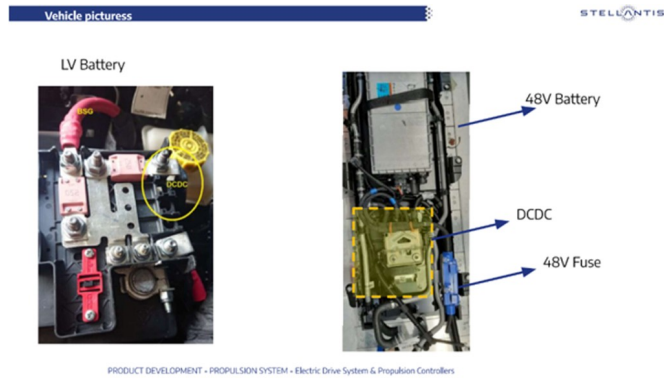 Vehicle picturess
STELLANTIS
LV Battery
BSG
DCDC
48V Battery
DCDC
48V Fuse
PRODUCT DEVELOPMENT • PROPULSION SYSTEM • Electric Drive System & Propulsion Controllers